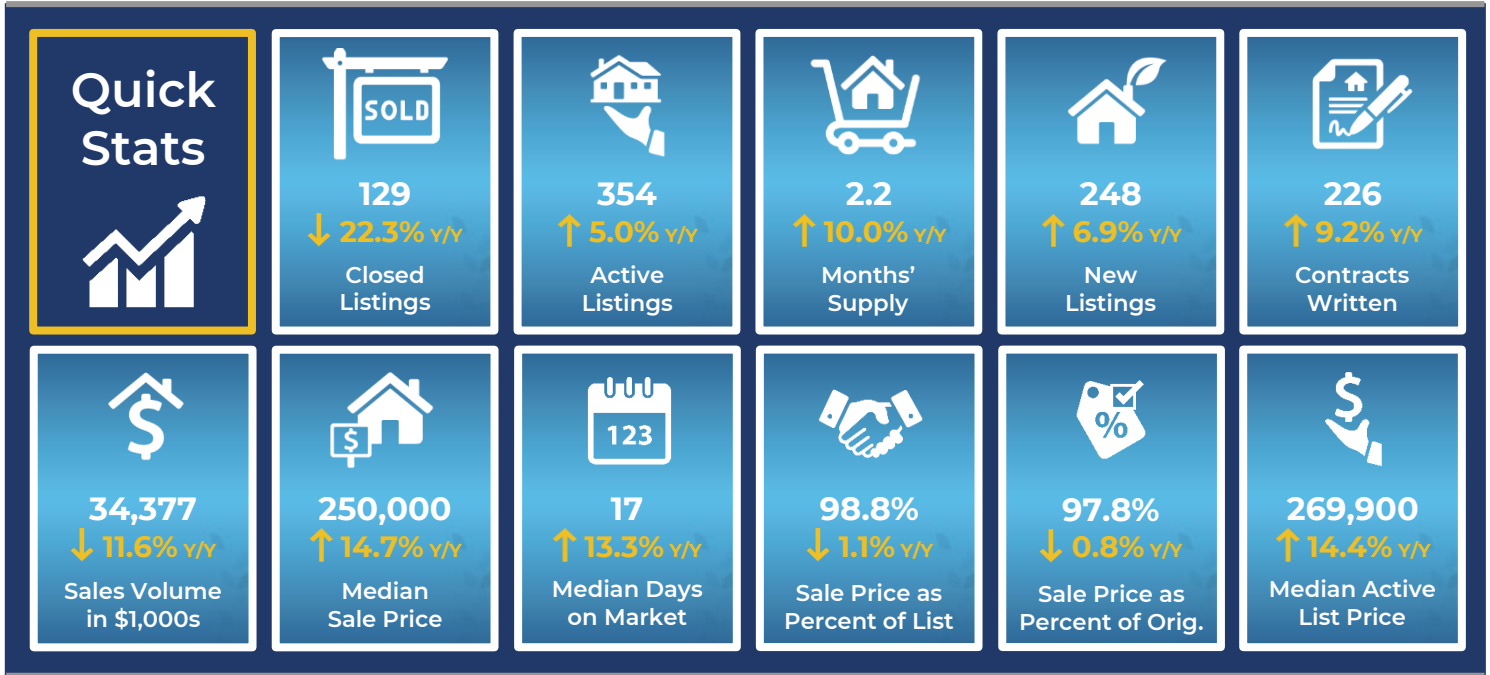 Quick
Stats
SOLD
129
↓ 22.3% Y/Y
Closed
Listings
354
↑ 5.0% Y/Y
Active
Listings
2.2
↑ 10.0% Y/Y
Months’
Supply
248
↑ 6.9% Y/Y
New
Listings
226
↑ 9.2% Y/Y
Contracts
Written
$
34,377
↓ 11.6% Y/Y
Sales Volume
in $1,000s
$
250,000
↑ 14.7% Y/Y
Median
Sale Price
123
17
↑ 13.3% Y/Y
Median Days
on Market
98.8%
↓ 1.1% Y/Y
Sale Price as
Percent of List
%
97.8%
↓ 0.8% Y/Y
Sale Price as
Percent of Orig.
$
269,900
↑ 14.4% Y/Y
Median Active
List Price